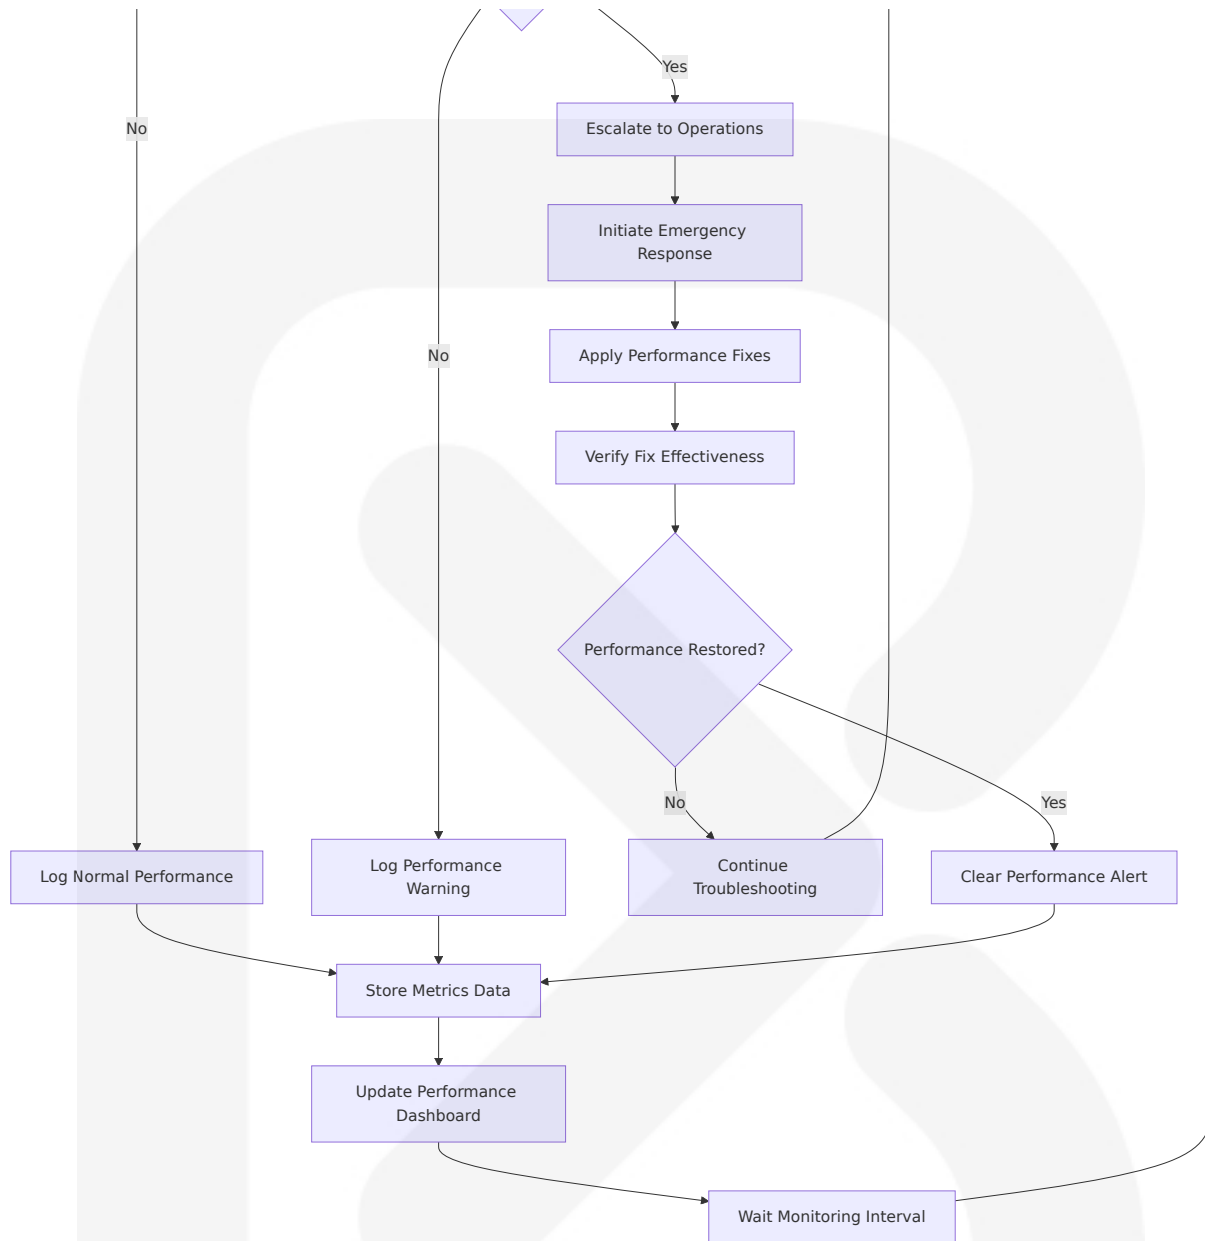 Yes
No
Escalate to Operations
Initiate Emergency
Response
No
Apply Performance Fixes
Verify Fix Effectiveness
Performance Restored?
No
Yes
Log Normal Performance
Log Performance
Warning
Continue
Troubleshooting
Clear Performance Alert
Store Metrics Data
Update Performance
Dashboard
Wait Monitoring Interval